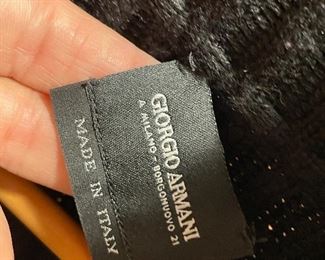 GIORGIO ARMANI
A MILANO - BORGONUOVO 21
MADE IN ITALY